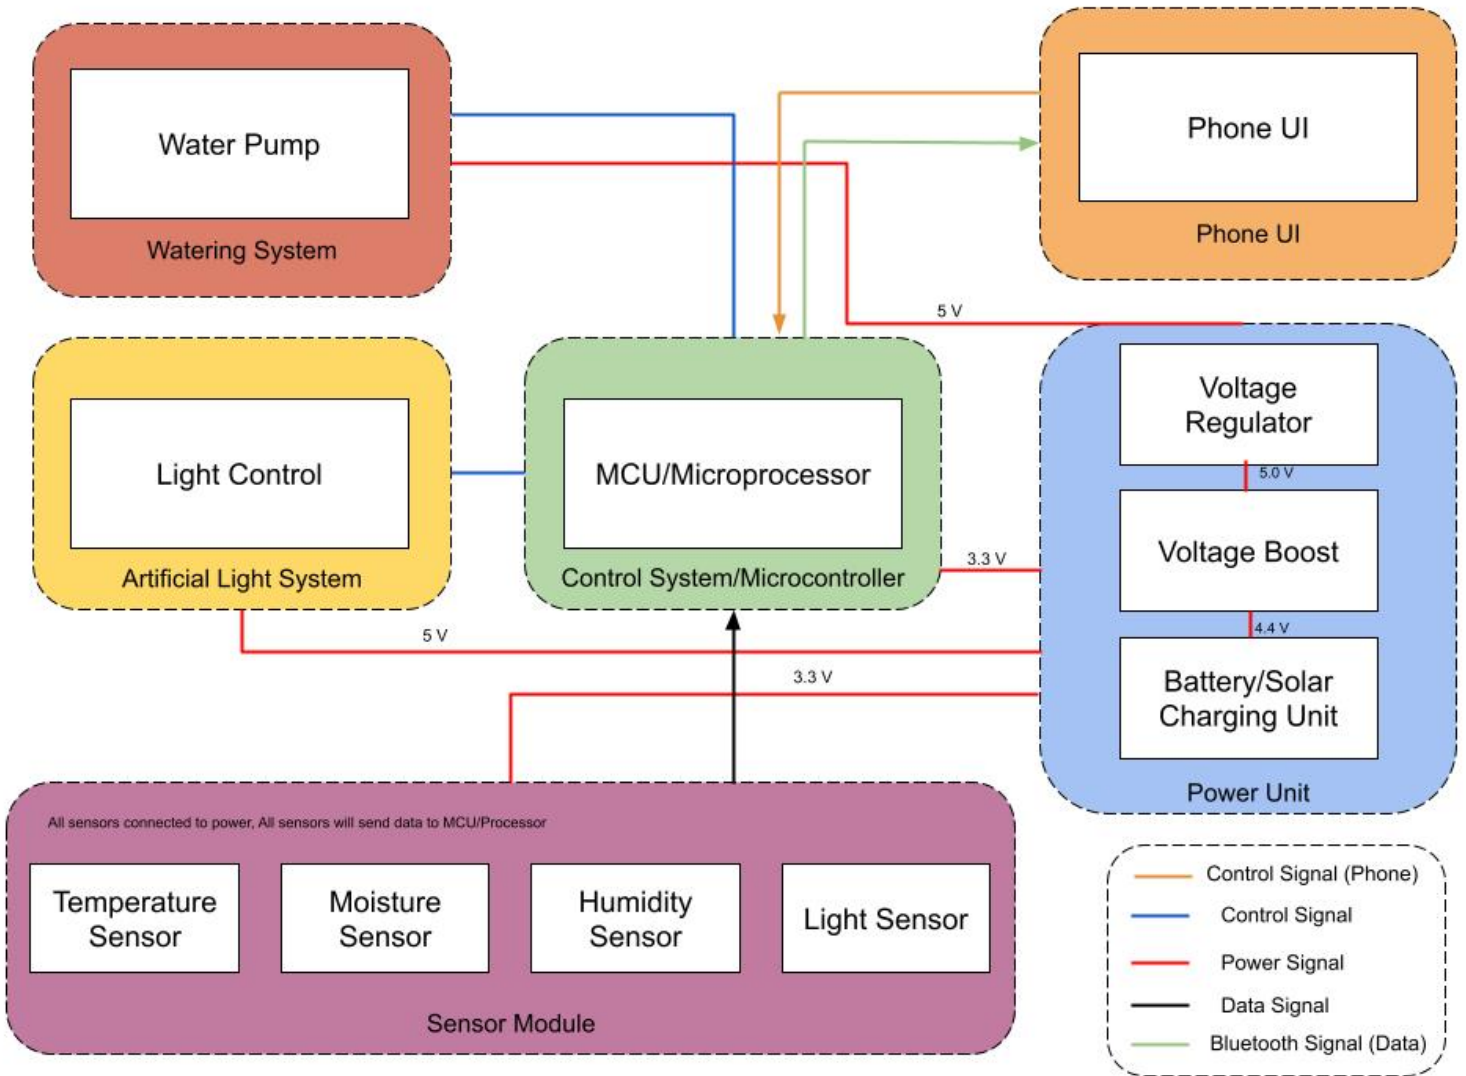 Water Pump
Watering System
Phone UI
Phone UI
5 V
Light Control
Artificial Light System
MCU/Microprocessor
Control System/Microcontroller
Voltage
Regulator
5.0 V
Voltage Boost
4.4 V
Battery/Solar
Charging Unit
Power Unit
3.3 V
5 V
3.3 V
All sensors connected to power, All sensors will send data to MCU/Processor
Temperature
Sensor
Moisture
Sensor
Humidity
Sensor
Light Sensor
Sensor Module
Control Signal (Phone)
Control Signal
Power Signal
Data Signal
Bluetooth Signal (Data)